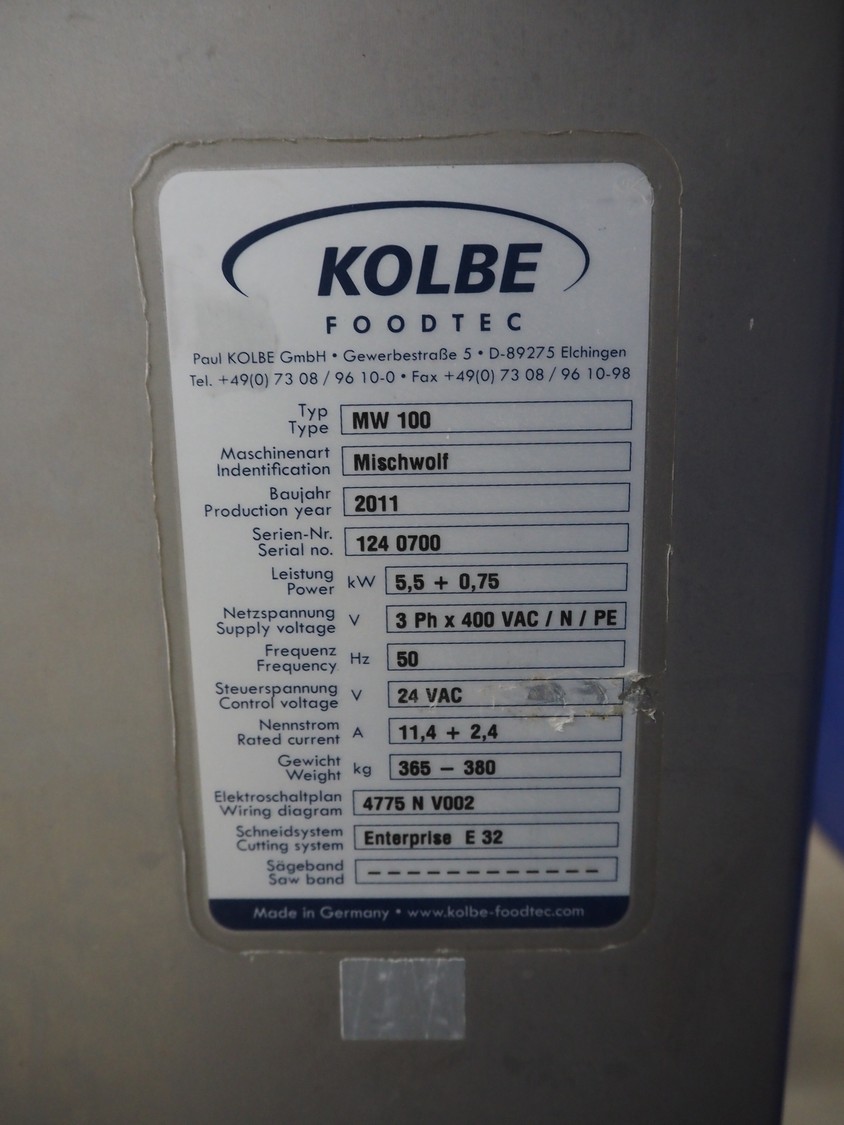 KOLBE
FOODTEC
Paul KOLBE GmbH • Gewerbestraße 5 • D-89275 Elchingen
Tel. +49(0) 73 08 / 96 10-0 • Fax +49(0) 73 08 / 96 10-98
Typ
Type MW 100
Maschinenart
Indentification Mischwolf
Baujahr
Production year 2011
Serien-Nr.
Serial no. 124 0700
Leistung
Power kW 5,5 + 0,75
Netzspannung
Supply voltage V 3 Ph x 400 VAC / N / PE
Frequenz
Frequency Hz 50
Steuerspannung
Control voltage V 24 VAC
Nennstrom
Rated current A 11,4 + 2,4
Gewicht
Weight kg 365 – 380
Elektroschaltplan
Wiring diagram 4775 N V002
Schneidsystem
Cutting system Enterprise E 32
Sägeband
Saw band – – – – – – – – – – – –
Made in Germany • www.kolbe-foodtec.com